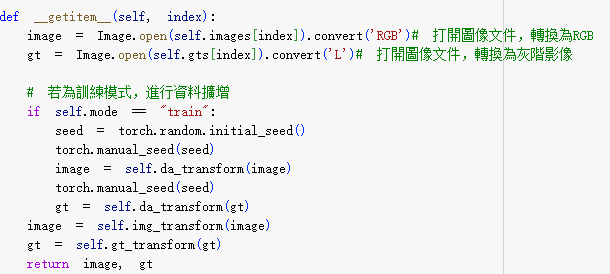 def __getitem__(self, index):
    image = Image.open(self.images[index]).convert('RGB')# 打開圖像文件，轉換為RGB
    gt = Image.open(self.gts[index]).convert('L')# 打開圖像文件，轉換為灰階影像

    # 若為訓練模式，進行資料擴增
    if self.mode == "train":
        seed = torch.random.initial_seed()
        torch.manual_seed(seed)
        image = self.da_transform(image)
        torch.manual_seed(seed)
        gt = self.da_transform(gt)
    image = self.img_transform(image)
    gt = self.gt_transform(gt)
    return image, gt